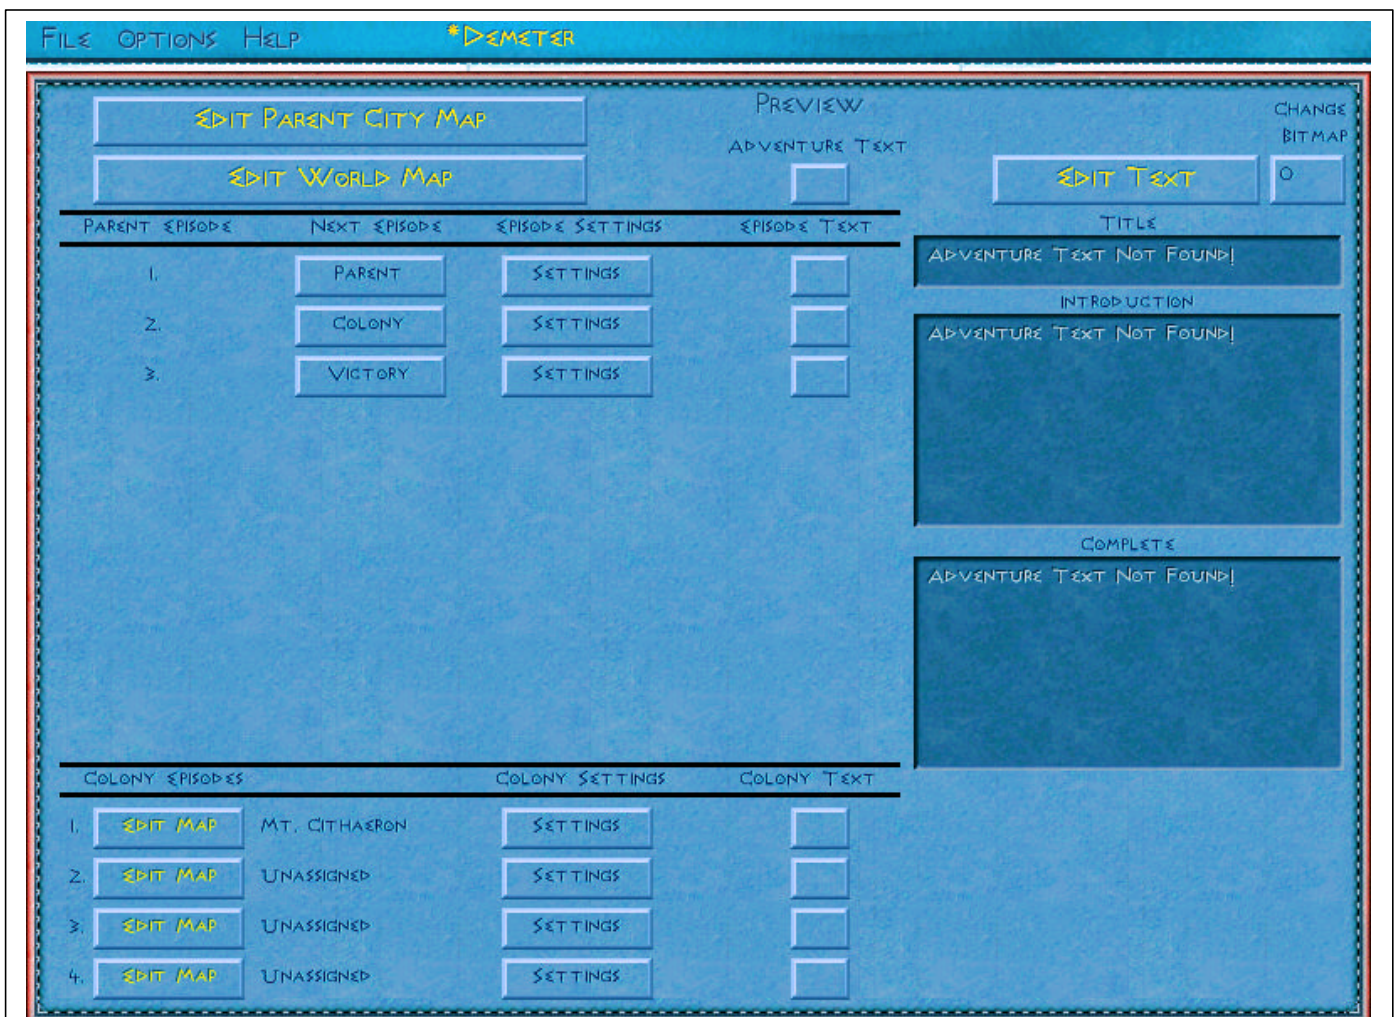 File Options Help *Demeter
Edit Parent City Map
Preview
Change
Bitmap
Adventure Text
Edit World Map
Edit Text
0
Parent Episode Next Episode Episode Settings Episode Text
Title
Adventure Text Not Found!
1. Parent Settings
Introduction
2. Colony Settings
Adventure Text Not Found!
3. Victory Settings
Complete
Adventure Text Not Found!
Colony Episodes Colony Settings Colony Text
1. Edit Map Mt. Cithaeron Settings
2. Edit Map Unassigned Settings
3. Edit Map Unassigned Settings
4. Edit Map Unassigned Settings